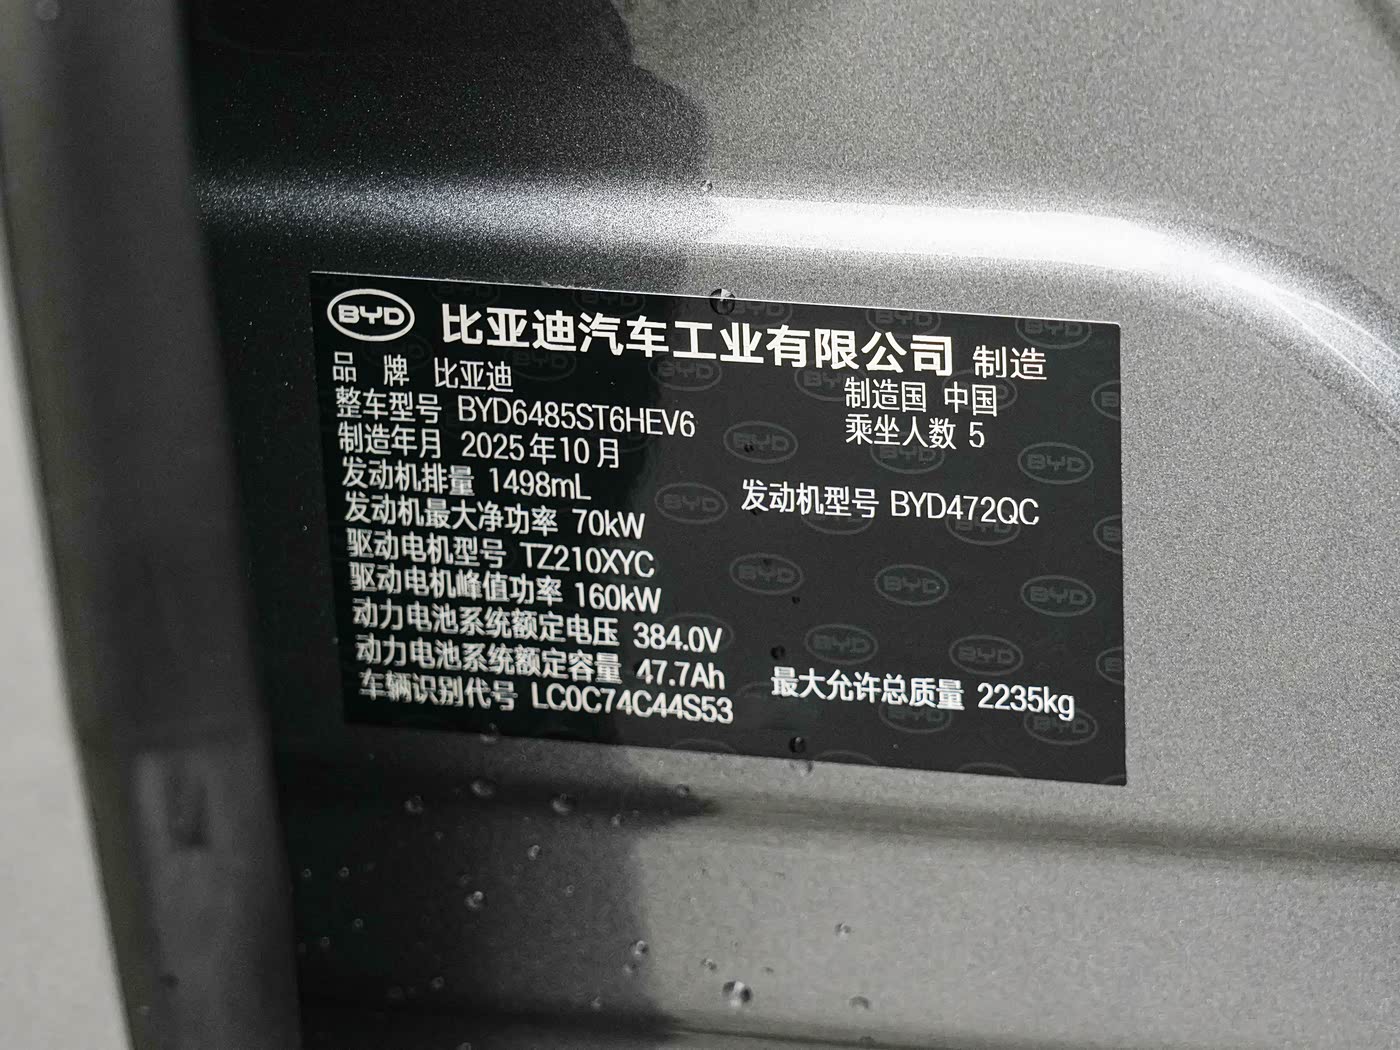 BYD 比亚迪汽车工业有限公司 制造
品 牌 比亚迪 制造国 中国
整车型号 BYD6485ST6HEV6 乘坐人数 5
制造年月 2025年10月
发动机排量 1498mL 发动机型号 BYD472QC
发动机最大净功率 70kW
驱动电机型号 TZ210XYC
驱动电机峰值功率 160kW
动力电池系统额定电压 384.0V
动力电池系统额定容量 47.7Ah 最大允许总质量 2235kg
车辆识别代号 LC0C74C44S53